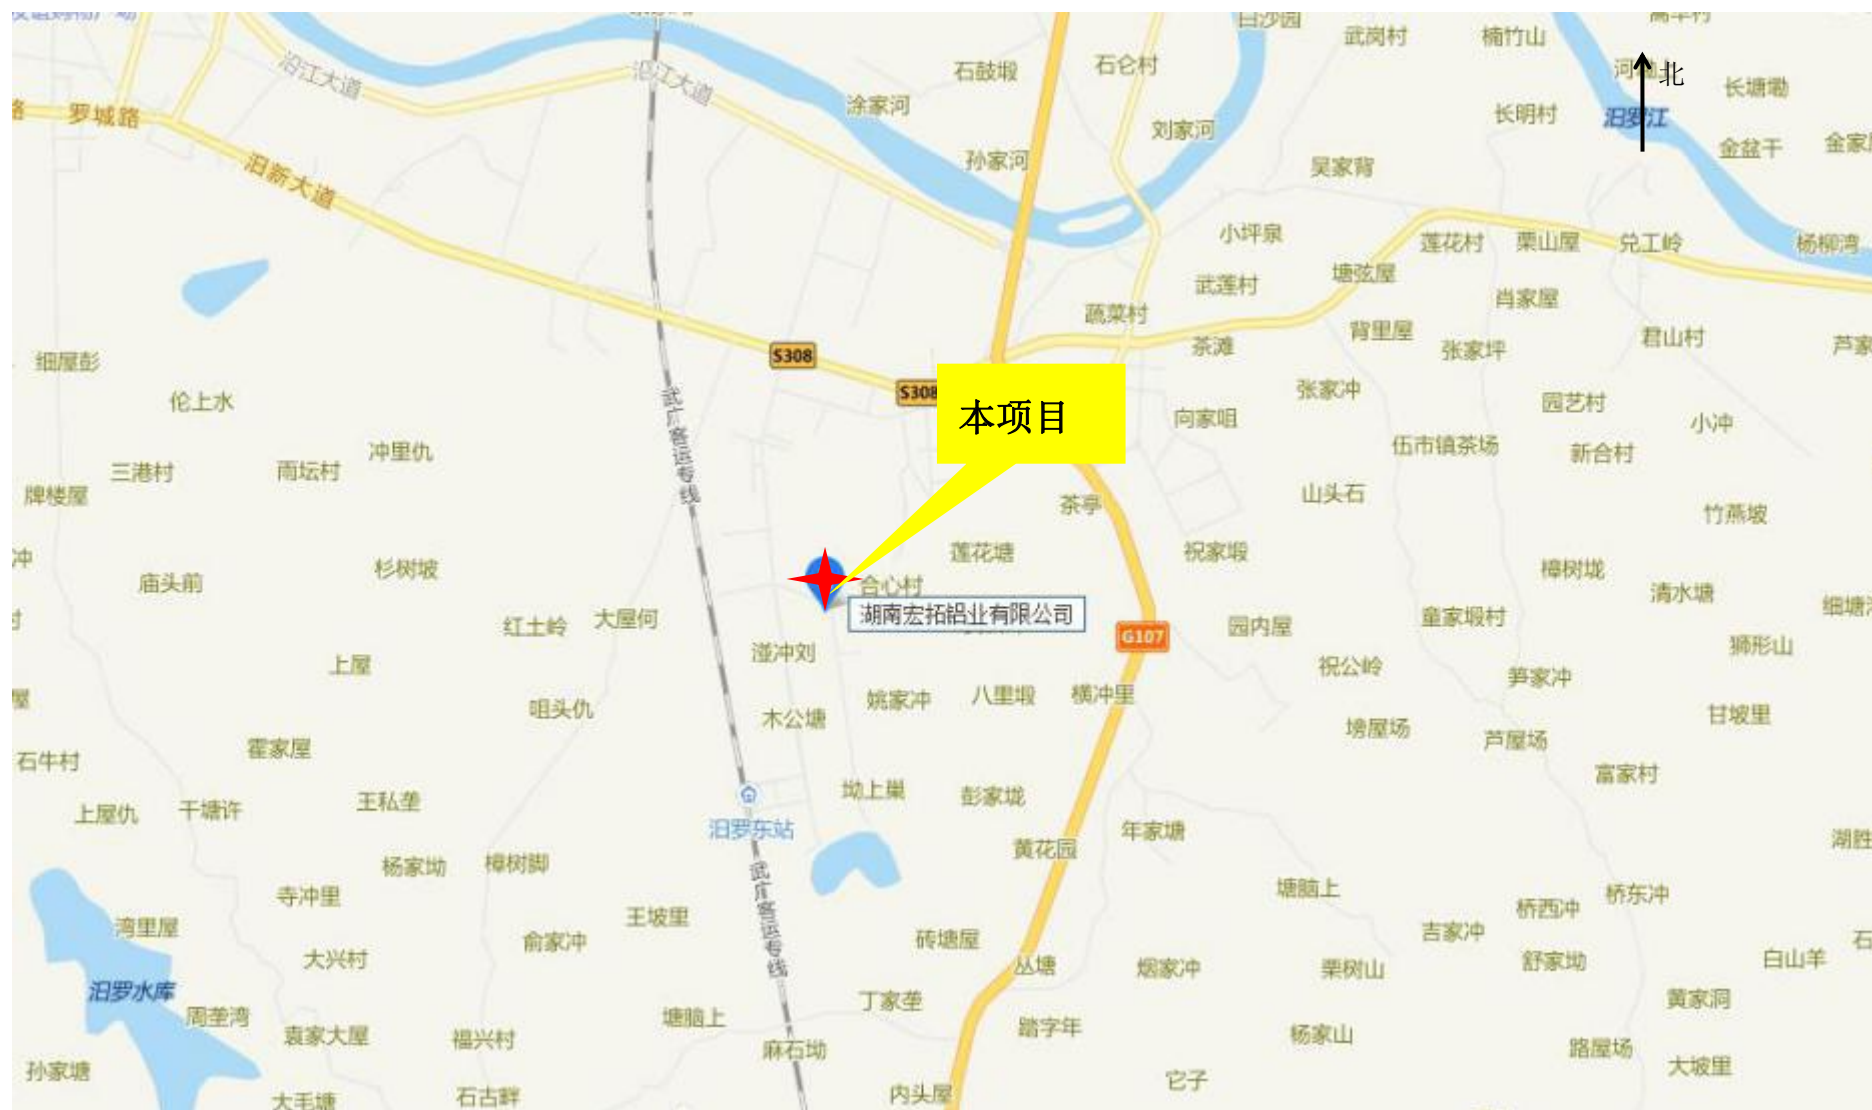 白沙园
武岗村
楠竹山
沿江大道
沿江大道
石鼓塅
石仑村
北
长塘墈
涂家河
罗城路
长明村
汨罗江
刘家河
金盆干
孙家河
吴家背
汨新大道
小坪泉
莲花村
栗山屋
兑工岭
杨柳湾
塘弦屋
武莲村
肖家屋
蔬菜村
背里屋
君山村
茶滩
张家坪
S308
细屋彭
S308
张家冲
伦上水
园艺村
本项目
向家咀
小冲
武广客运专线
冲里仇
伍市镇茶场
新合村
三港村
雨坛村
牌楼屋
山头石
茶亭
竹燕坡
冲
莲花塘
祝家塅
杉树坡
樟树垅
庙头前
合心村
清水塘
湖南宏拓铝业有限公司
大屋何
红土岭
园内屋
童家塅村
G107
狮形山
湴冲刘
上屋
祝公岭
笋家冲
屋
姚家冲
八里塅
横冲里
咀头仇
木公塘
甘坡里
塝屋场
芦屋场
霍家屋
石牛村
富家村
坳上巢
彭家垅
王私垄
干塘许
上屋仇
汨罗东站
年家塘
黄花园
杨家坳
樟树脚
塘脑上
寺冲里
桥东冲
桥西冲
武广客运专线
王坡里
湾里屋
吉家冲
俞家冲
砖塘屋
大兴村
舒家坳
白山羊
丛塘
烟家冲
栗树山
汨罗水库
丁家垄
黄家洞
周垄湾
塘脑上
踏字年
袁家大屋
福兴村
杨家山
麻石坳
路屋场
孙家塘
大坡里
它子
内头屋
石古畔
大毛塘